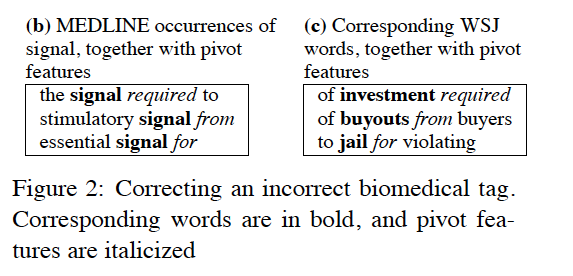 (b) MEDLINE occurrences of
signal, together with pivot
features
the signal required to
stimulatory signal from
essential signal for
(c) Corresponding WSJ
words, together with pivot
features
of investment required
of buyouts from buyers
to jail for violating
Figure 2: Correcting an incorrect biomedical tag.
Corresponding words are in bold, and pivot fea-
tures are italicized